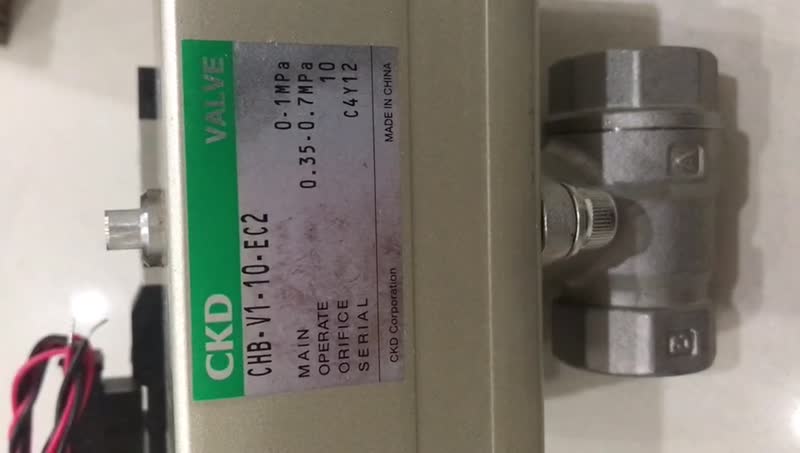 CKD VALVE
CHB-V1-10-EC2
MAIN 0-1MPa
OPERATE 0.35-0.7MPa
ORIFICE 10
SERIAL C4Y12
CKD Corporation MADE IN CHINA
A
B